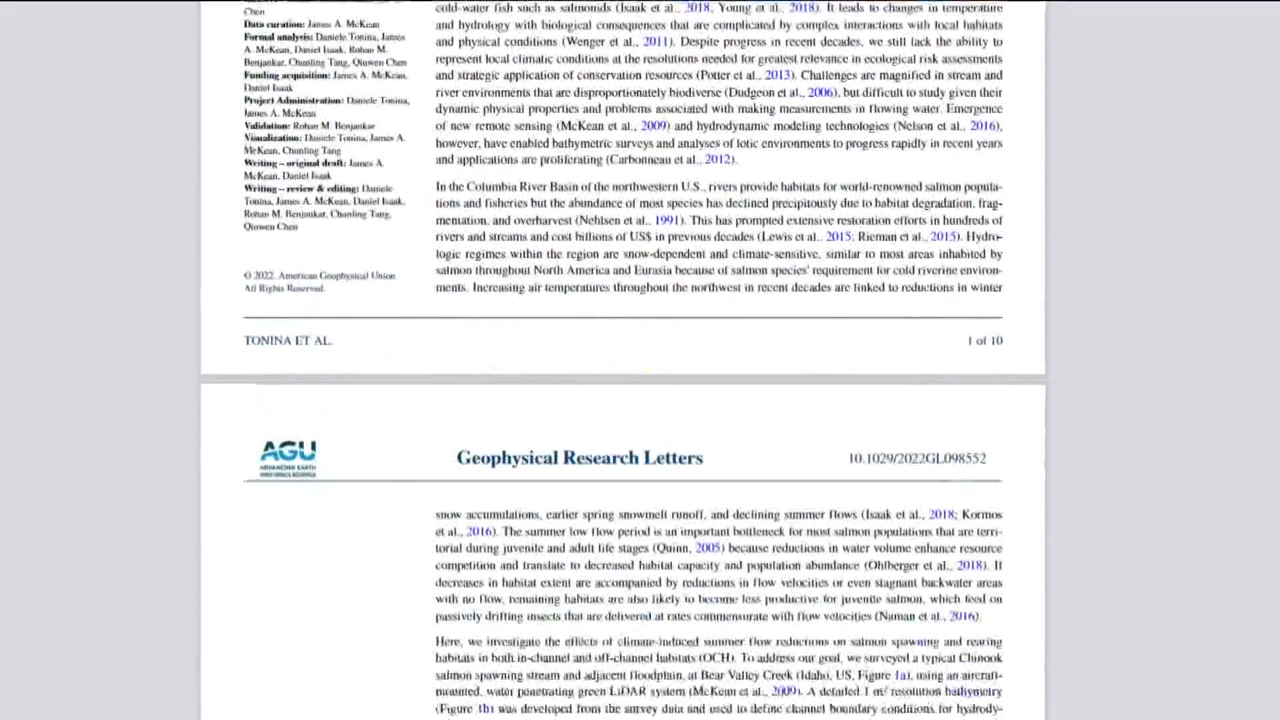 Chen
Data curation: James A. McKean
Formal analysis: Daniele Tonina, James
A. McKean, Daniel Isaak, Rohan M.
Benjankar, Chunling Tang, Qiuwen Chen
Funding acquisition: James A. McKean,
Daniel Isaak
Project Administration: Daniele Tonina,
James A. McKean
Validation: Rohan M. Benjankar
Visualization: Daniele Tonina, James A.
McKean, Chunling Tang
Writing – original draft: James A.
McKean, Daniel Isaak
Writing – review & editing: Daniele
Tonina, James A. McKean, Daniel Isaak,
Rohan M. Benjankar, Chunling Tang,
Qiuwen Chen
© 2022. American Geophysical Union.
All Rights Reserved.
cold-water fish such as salmonids (Isaak et al., 2018, Young et al., 2018). It leads to changes in temperature
and hydrology with biological consequences that are complicated by complex interactions with local habitats
and physical conditions (Wenger et al., 2011). Despite progress in recent decades, we still lack the ability to
represent local climatic conditions at the resolutions needed for greatest relevance in ecological risk assessments
and strategic application of conservation resources (Potter et al., 2013). Challenges are magnified in stream and
river environments that are disproportionately biodiverse (Dudgeon et al., 2006), but difficult to study given their
dynamic physical properties and problems associated with making measurements in flowing water. Emergence
of new remote sensing (McKean et al., 2009) and hydrodynamic modeling technologies (Nelson et al., 2016),
however, have enabled bathymetric surveys and analyses of lotic environments to progress rapidly in recent years
and applications are proliferating (Carbonneau et al., 2012).
In the Columbia River Basin of the northwestern U.S., rivers provide habitats for world-renowned salmon popula-
tions and fisheries but the abundance of most species has declined precipitously due to habitat degradation, frag-
mentation, and overharvest (Nehlsen et al., 1991). This has prompted extensive restoration efforts in hundreds of
rivers and streams and cost billions of US$ in previous decades (Lewis et al., 2015; Rieman et al., 2015). Hydro-
logic regimes within the region are snow-dependent and climate-sensitive, similar to most areas inhabited by
salmon throughout North America and Eurasia because of salmon species' requirement for cold riverine environ-
ments. Increasing air temperatures throughout the northwest in recent decades are linked to reductions in winter
TONINA ET AL.
1 of 10
AGU
ADVANCING EARTH
AND SPACE SCIENCE
Geophysical Research Letters
10.1029/2022GL098552
snow accumulations, earlier spring snowmelt runoff, and declining summer flows (Isaak et al., 2018; Kormos
et al., 2016). The summer low flow period is an important bottleneck for most salmon populations that are terri-
torial during juvenile and adult life stages (Quinn, 2005) because reductions in water volume enhance resource
competition and translate to decreased habitat capacity and population abundance (Ohlberger et al., 2018). If
decreases in habitat extent are accompanied by reductions in flow velocities or even stagnant backwater areas
with no flow, remaining habitats are also likely to become less productive for juvenile salmon, which feed on
passively drifting insects that are delivered at rates commensurate with flow velocities (Naman et al., 2016).
Here, we investigate the effects of climate-induced summer flow reductions on salmon spawning and rearing
habitats in both in-channel and off-channel habitats (OCH). To address our goal, we surveyed a typical Chinook
salmon spawning stream and adjacent floodplain, at Bear Valley Creek (Idaho, US, Figure 1a), using an aircraft-
mounted, water penetrating green LiDAR system (McKean et al., 2009). A detailed 1 m² resolution bathymetry
(Figure 1b) was developed from the survey data and used to define channel boundary conditions for hydrody-